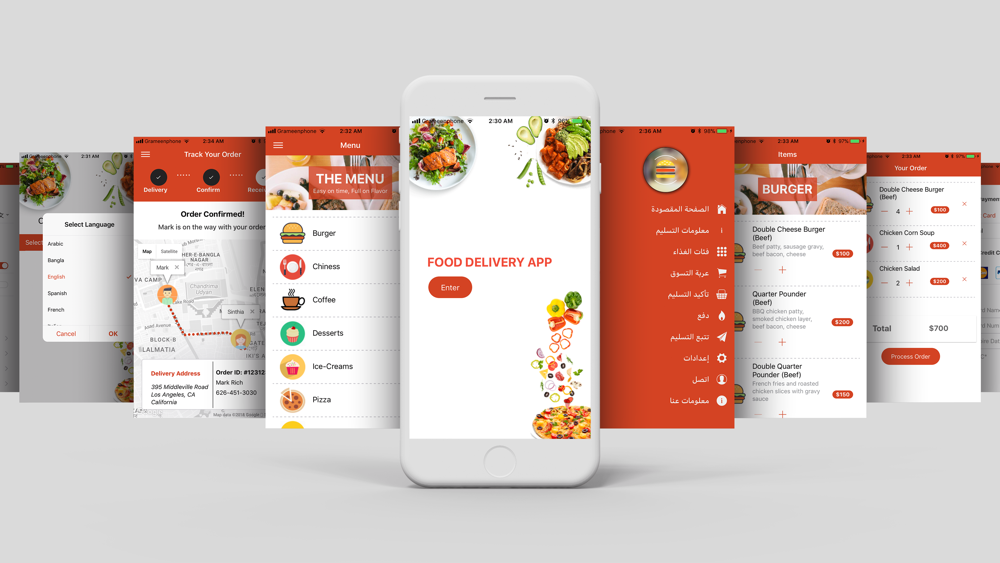 2:31 AM
Select Language
Arabic
Bangla
English
Spanish
French
Cancel
OK
Grameenphone
2:34 AM
Track Your Order
Delivery
Confirm
Order Confirmed!
Mark is on the way with your order
Map
Satellite
Mark
Sinthia
BLOCK-B
LALMATIA
Delivery Address
395 Middleville Road
Los Angeles, CA
California
Order ID: #12312
Mark Rich
626-451-3030
Grameenphone
2:32 AM
Menu
THE MENU
Easy on time, Full on Flavor
Burger
Chiness
Coffee
Desserts
Ice-Creams
Pizza
Grameenphone
2:30 AM
96%
FOOD DELIVERY APP
Enter
2:36 AM
98%
الصفحة المقصودة
معلومات التسليم
فئات الغذاء
عربة التسوق
تأكيد التسليم
دفع
تتبع التسليم
إعدادات
اتصل
معلومات عنا
2:33 AM
97%
Items
BURGER
Double Cheese Burger
(Beef)
Beef patty, sausage gravy,
beef bacon, cheese
$100
Quarter Pounder
(Beef)
BBQ chicken patty,
smoked chicken layer,
beef bacon, cheese
$200
Double Quarter
Pounder (Beef)
French fries and roasted
chicken slices with gravy
sauce
$150
2:33 AM
97%
Your Order
Double Cheese Burger
(Beef)
4
$100
Chicken Corn Soup
1
$400
Chicken Salad
2
$200
Total
$700
Process Order
Card